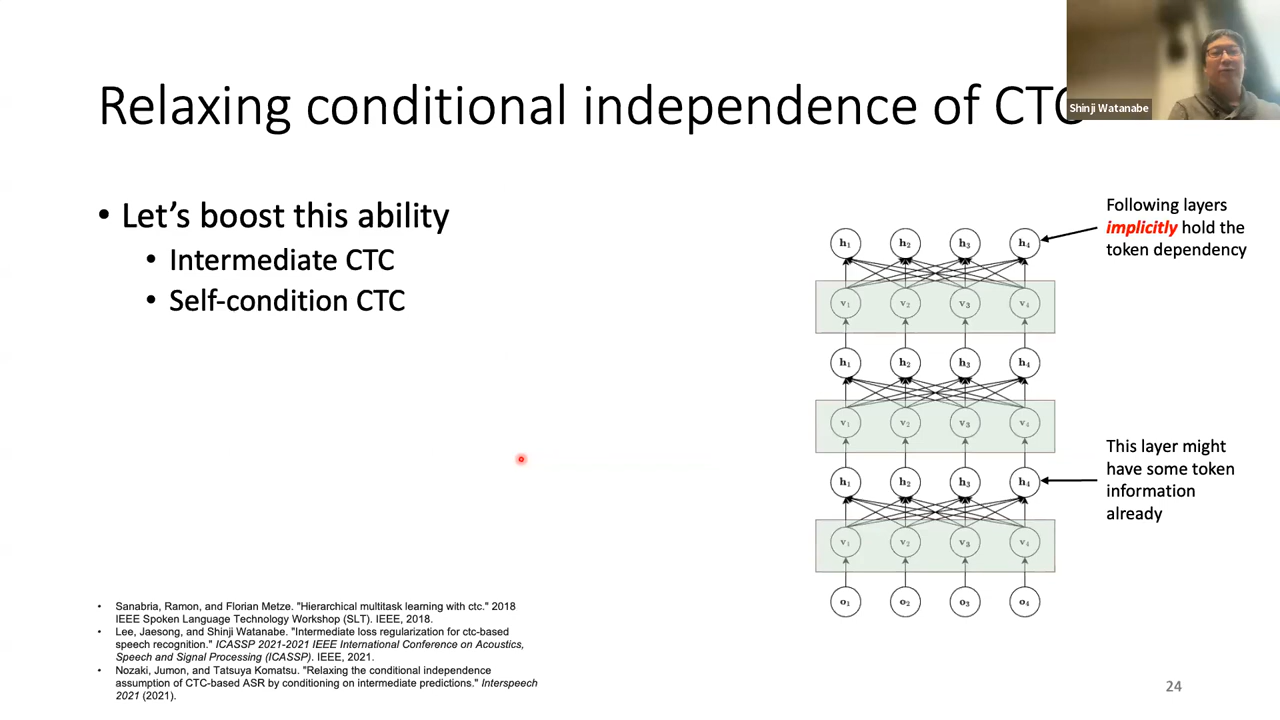 Shinji Watanabe
Relaxing conditional independence of CTC
• Let’s boost this ability
• Intermediate CTC
• Self-condition CTC
Following layers
implicitly hold the
token dependency
h₁ h₂ h₃ h₄
v₁ v₂ v₃ v₄
h₁ h₂ h₃ h₄
v₁ v₂ v₃ v₄
h₁ h₂ h₃ h₄
v₁ v₂ v₃ v₄
o₁ o₂ o₃ o₄
This layer might
have some token
information
already
• Sanabria, Ramon, and Florian Metze. "Hierarchical multitask learning with ctc." 2018
IEEE Spoken Language Technology Workshop (SLT). IEEE, 2018.
• Lee, Jaesong, and Shinji Watanabe. "Intermediate loss regularization for ctc-based
speech recognition." ICASSP 2021-2021 IEEE International Conference on Acoustics,
Speech and Signal Processing (ICASSP). IEEE, 2021.
• Nozaki, Jumon, and Tatsuya Komatsu. "Relaxing the conditional independence
assumption of CTC-based ASR by conditioning on intermediate predictions." Interspeech
2021 (2021).
24